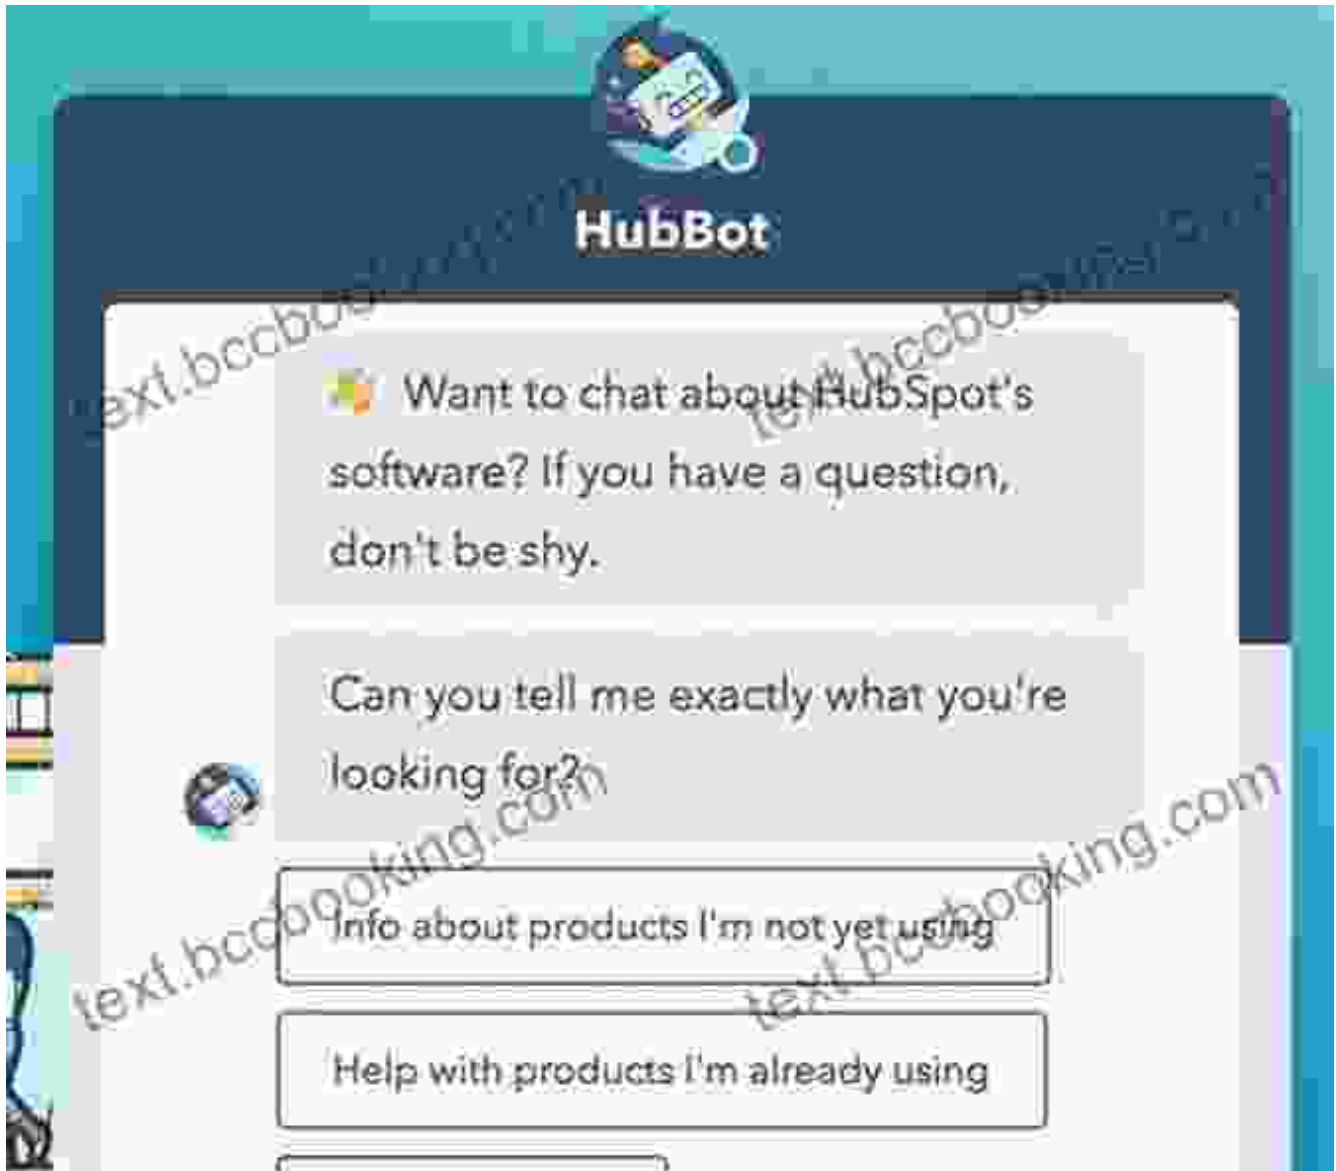 HubBot
Want to chat about HubSpot's
software? If you have a question,
don't be shy.
Can you tell me exactly what you're
looking for?
Info about products I'm not yet using
Help with products I'm already using
text.bccbooking.com
text.bccbooking.com
text.bccbooking.com
text.bccbooking.com